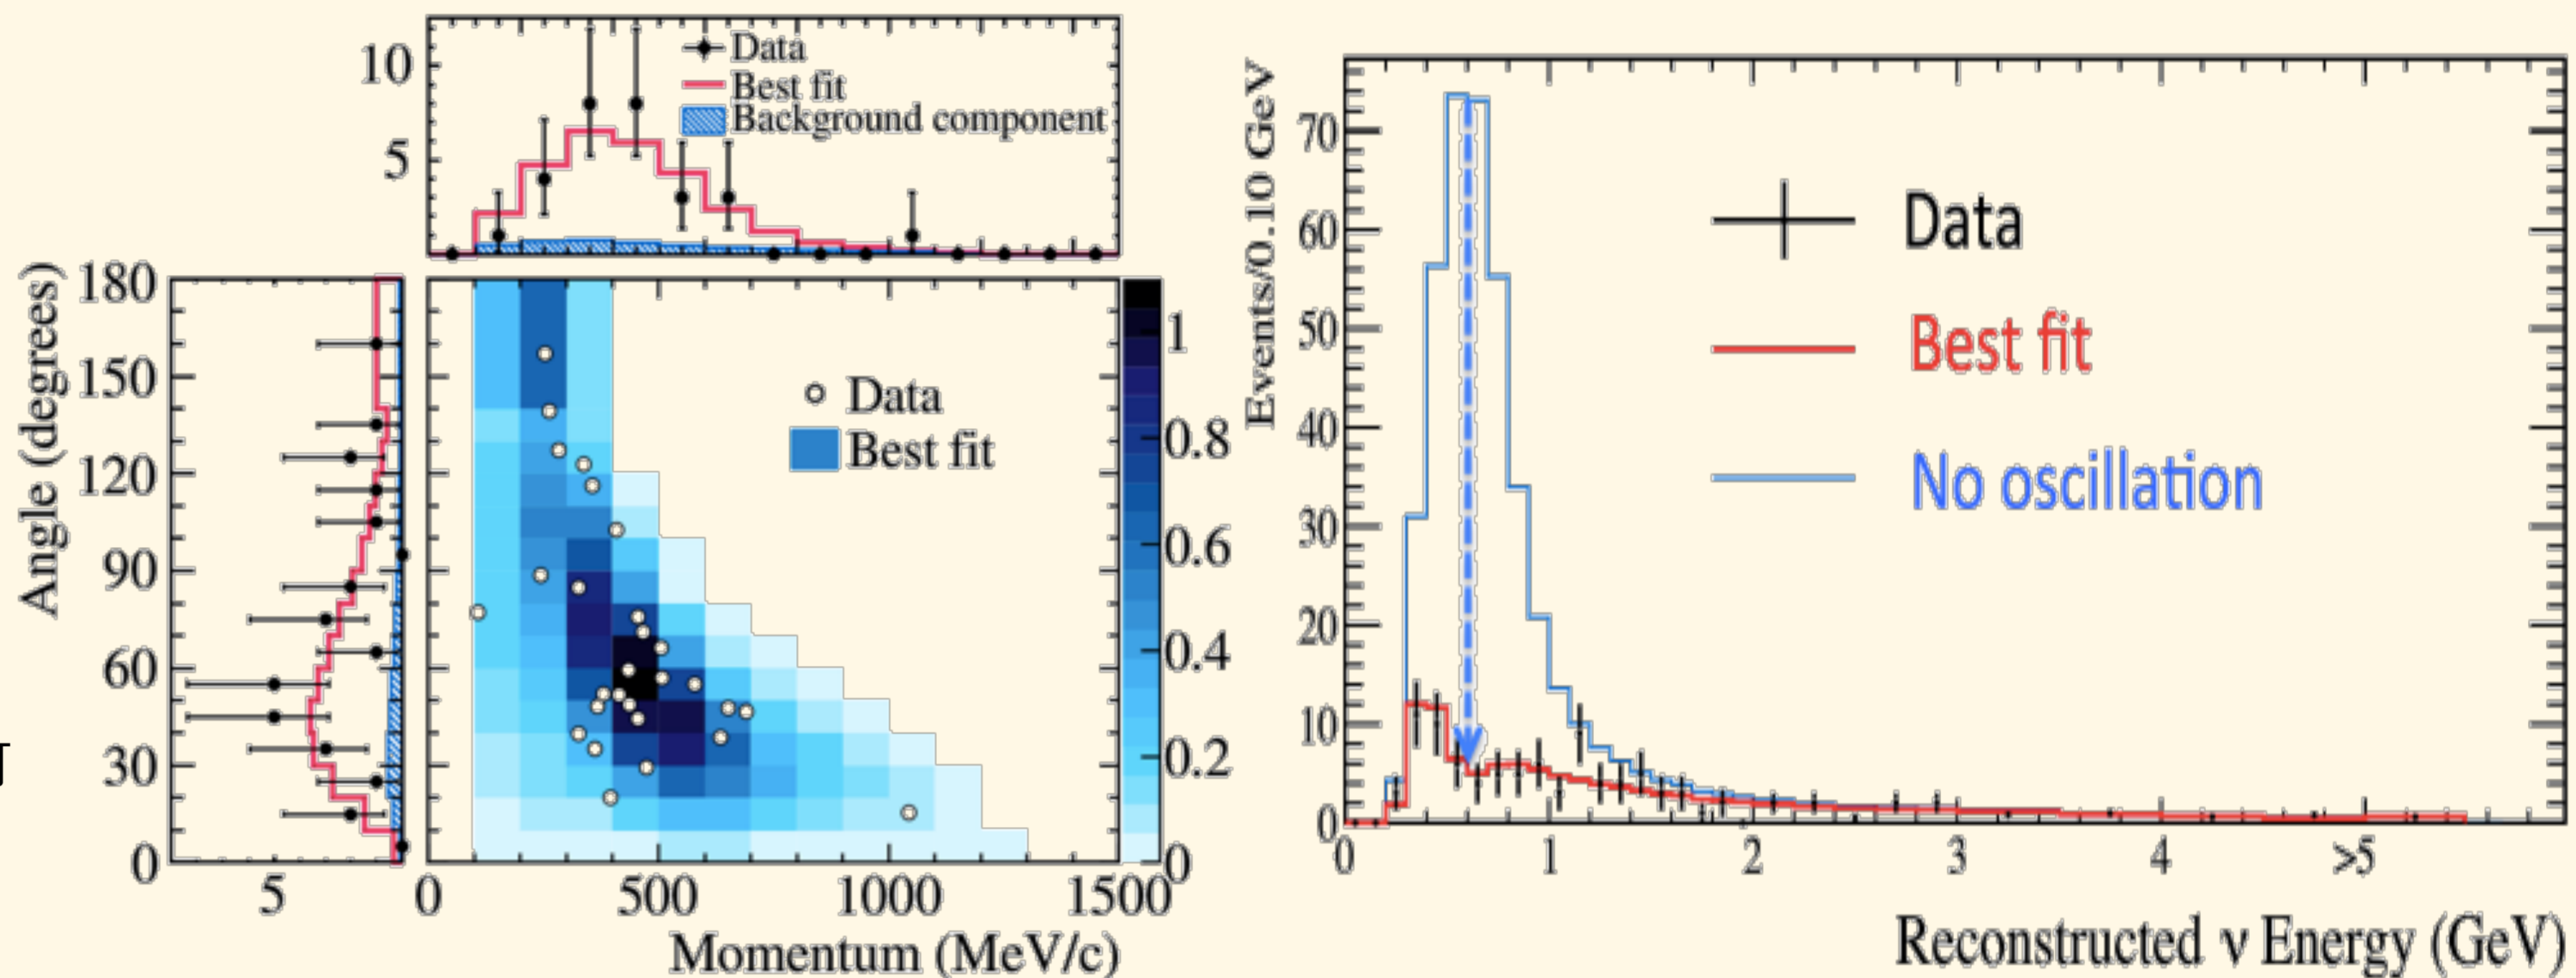 10
5
Data
Best fit
Background component
Angle (degrees)
180
150
120
90
60
30
0
5
Data
Best fit
1
0.8
0.6
0.4
0.2
0
0
500
1000
1500
Momentum (MeV/c)
Events/0.10 GeV
70
60
50
40
30
20
10
0
Data
Best fit
No oscillation
0
1
2
3
4
>5
Reconstructed ν Energy (GeV)